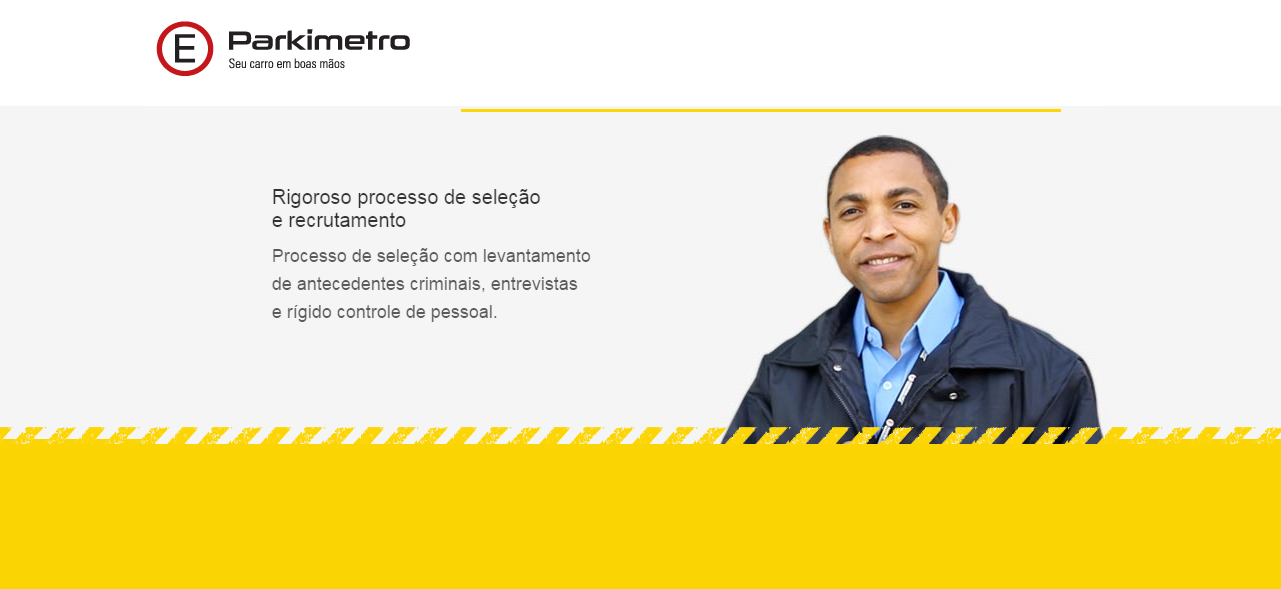 E
Parkimetro
Seu carro em boas mãos
Rigoroso processo de seleção
e recrutamento
Processo de seleção com levantamento
de antecedentes criminais, entrevistas
e rígido controle de pessoal.